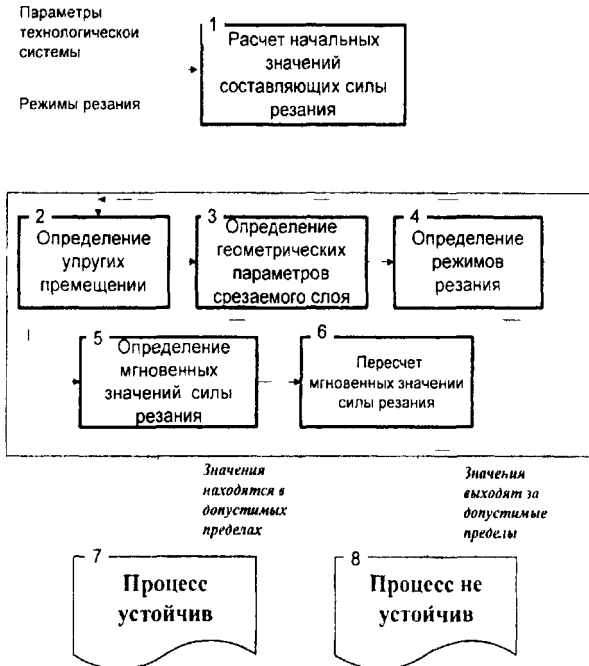 Параметры
технологической
системы
Режимы резания
1
Расчет начальных
значений
составляющих силы
резания
2
Определение
упругих
премещении
3
Определение
геометрических
параметров
срезаемого слоя
4
Определение
режимов
резания
5
Определение
мгновенных
значений силы
резания
6
Пересчет
мгновенных значении
силы резания
Значения
находятся в
допустимых
пределах
Значения
выходят за
допустимые
пределы
7
Процесс
устойчив
8
Процесс не
устойчив